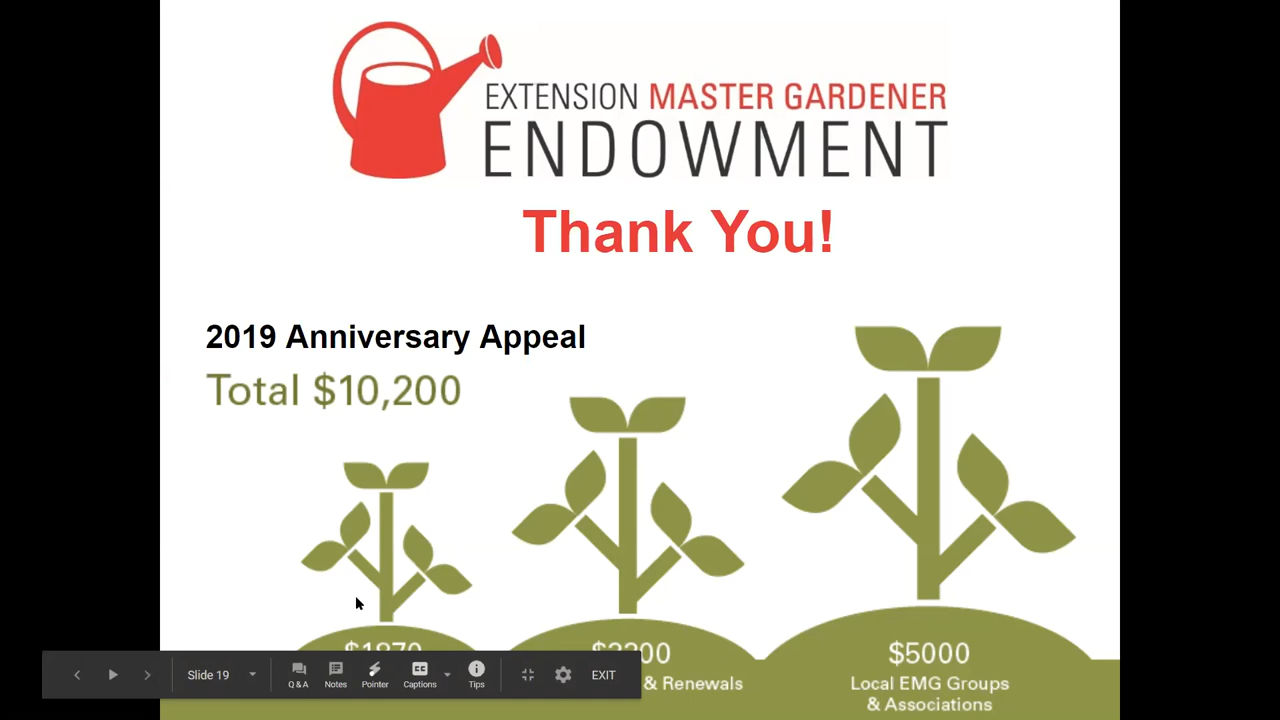 EXTENSION MASTER GARDENER
ENDOWMENT
Thank You!
2019 Anniversary Appeal
Total $10,200
$5000
& Renewals
Local EMG Groups
& Associations
Slide 19
Q & A
Notes
Pointer
Captions
Tips
EXIT